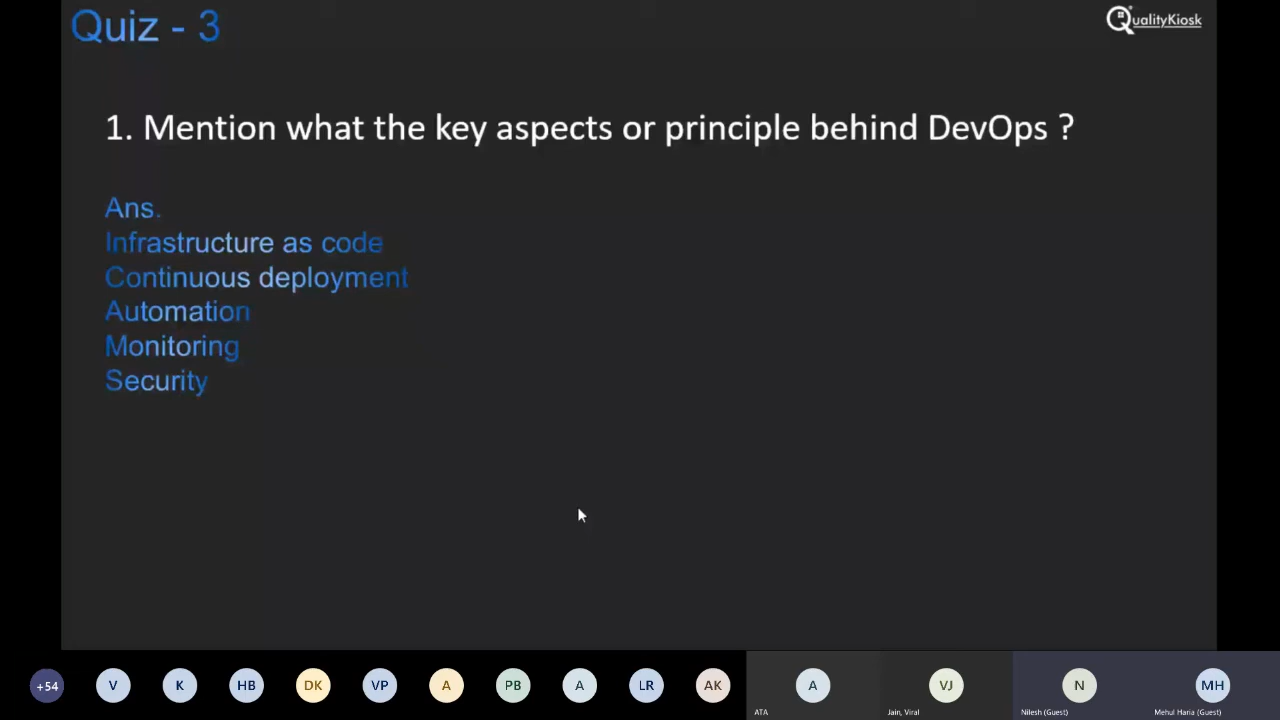 Quiz - 3
QualityKiosk
1. Mention what the key aspects or principle behind DevOps ?
Ans.
Infrastructure as code
Continuous deployment
Automation
Monitoring
Security
+54
V
K
HB
DK
VP
A
PB
A
LR
AK
A
VJ
N
MH
ATA
Jain, Viral
Nilesh (Guest)
Mehul Haria (Guest)